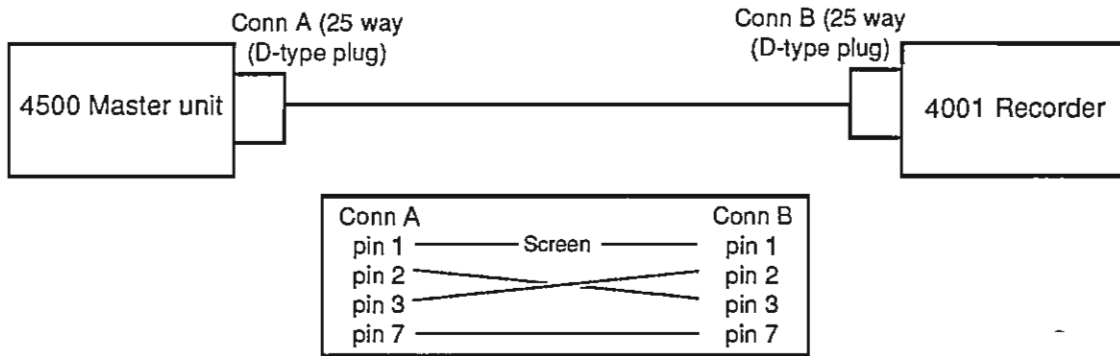 Conn A (25 way
(D-type plug)
Conn B (25 way
(D-type plug)
4500 Master unit
4001 Recorder
Conn A Conn B
pin 1 Screen pin 1
pin 2 pin 2
pin 3 pin 3
pin 7 pin 7